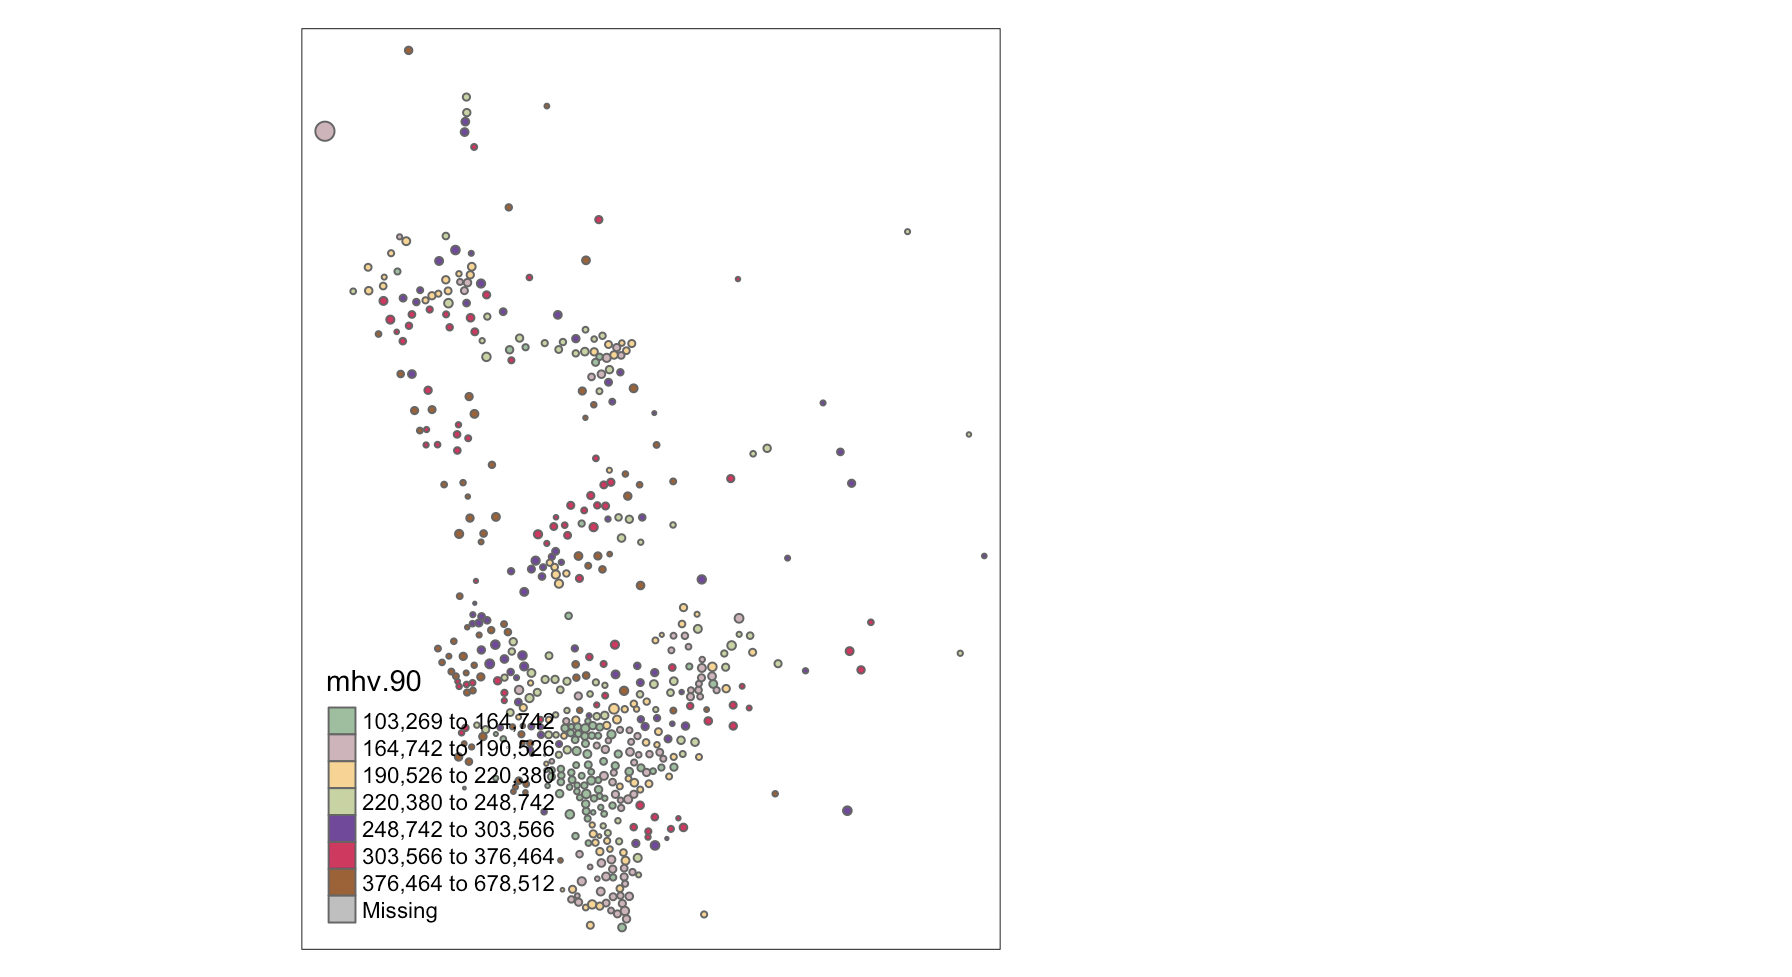 mhv.90
103,269 to 164,742
164,742 to 190,526
190,526 to 220,380
220,380 to 248,742
248,742 to 303,566
303,566 to 376,464
376,464 to 678,512
Missing